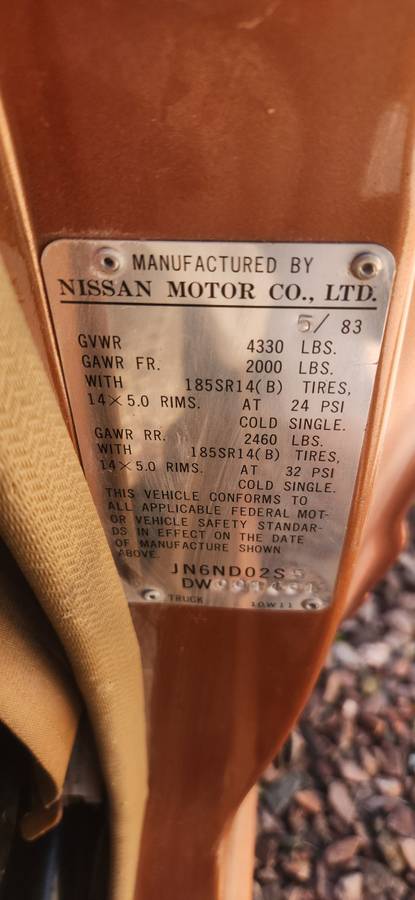 MANUFACTURED BY
NISSAN MOTOR CO., LTD.
5/ 83
GVWR 4330 LBS.
GAWR FR. 2000 LBS.
WITH 185SR14(B) TIRES,
14×5.0 RIMS. AT 24 PSI
COLD SINGLE.
GAWR RR. 2460 LBS.
WITH 185SR14(B) TIRES,
14×5.0 RIMS. AT 32 PSI
COLD SINGLE.
THIS VEHICLE CONFORMS TO
ALL APPLICABLE FEDERAL MOT-
OR VEHICLE SAFETY STANDAR-
DS IN EFFECT ON THE DATE
OF MANUFACTURE SHOWN
ABOVE.
JN6ND02S
DW
TRUCK 10W11